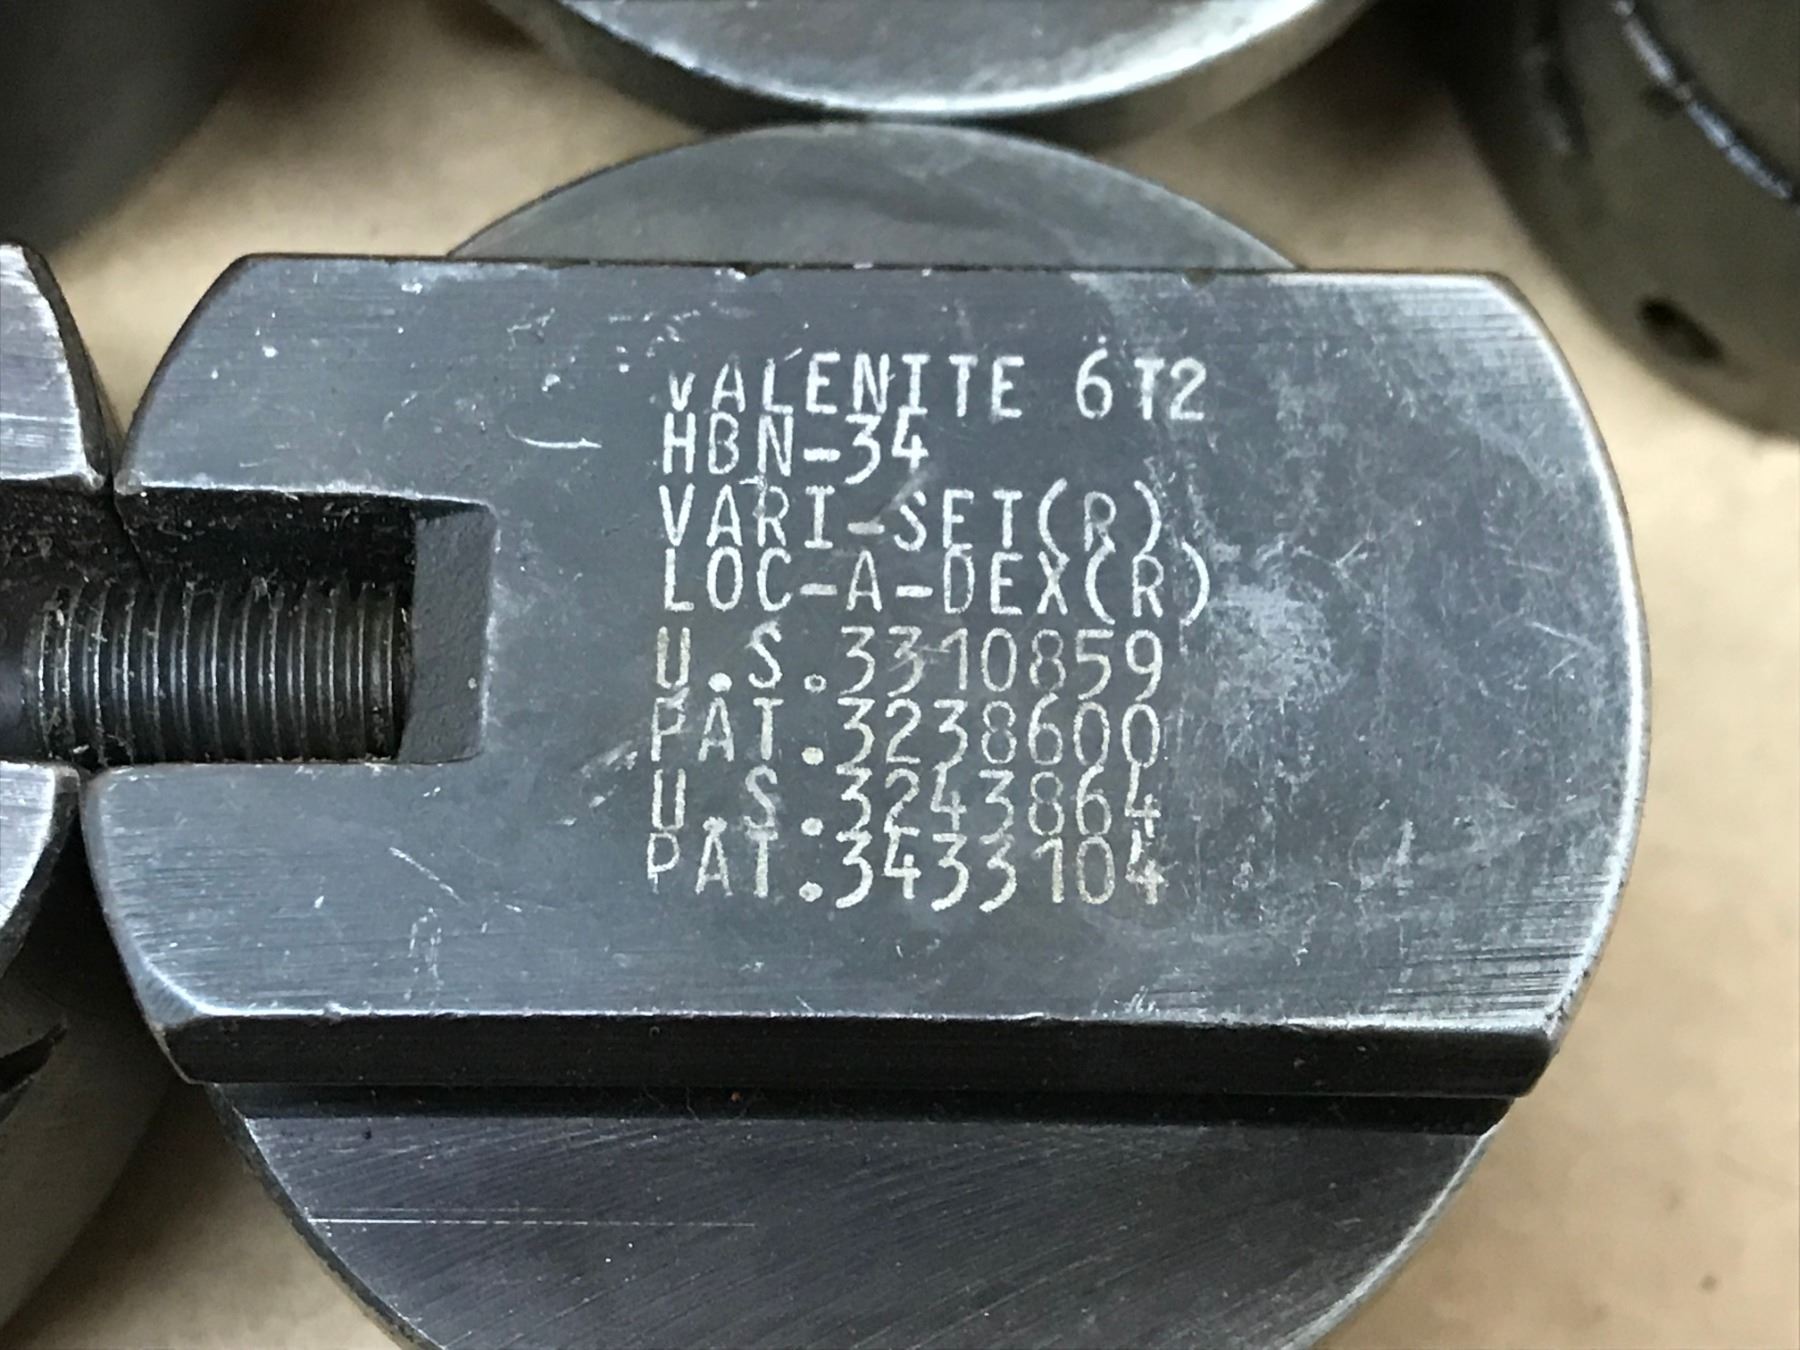 VALENITE 6T2
HBN-34
VARI-SET(R)
LOC-A-DEX(R)
U.S.3310859
PAT.3238600
U.S.3243864
PAT.3433104